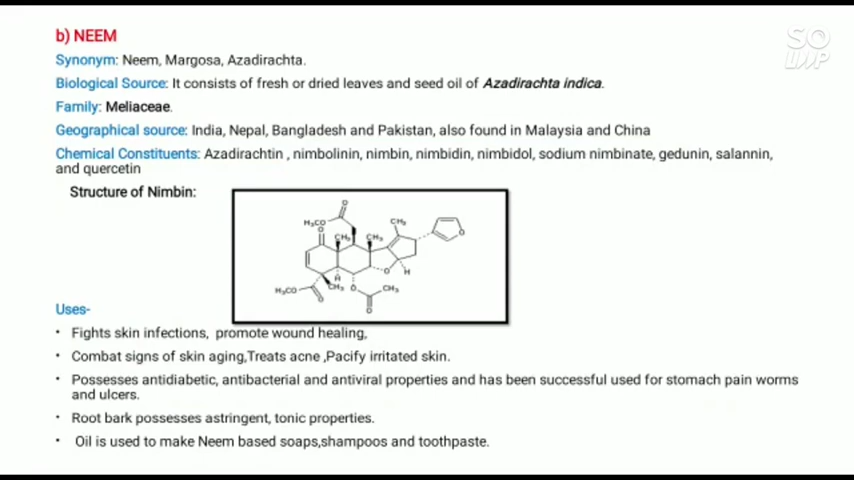 SO
LMP
b) NEEM
Synonym: Neem, Margosa, Azadirachta.
Biological Source: It consists of fresh or dried leaves and seed oil of Azadirachta indica.
Family: Meliaceae.
Geographical source: India, Nepal, Bangladesh and Pakistan, also found in Malaysia and China
Chemical Constituents: Azadirachtin , nimbolinin, nimbin, nimbidin, nimbidol, sodium nimbinate, gedunin, salannin,
and quercetin
Structure of Nimbin:
O
H₃CO
CH₃
O
CH₃ CH₃
O
H
O H
H₃CO
CH₃ O CH₃
O
O
Uses-
• Fights skin infections, promote wound healing,
• Combat signs of skin aging,Treats acne ,Pacify irritated skin.
• Possesses antidiabetic, antibacterial and antiviral properties and has been successful used for stomach pain worms
and ulcers.
• Root bark possesses astringent, tonic properties.
• Oil is used to make Neem based soaps,shampoos and toothpaste.